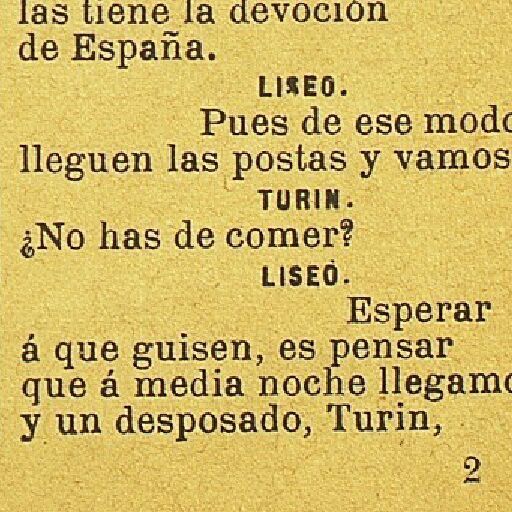 las tiene la devoción
de España.
LISEO.
Pues de ese modo
lleguen las postas y vamos
TURIN.
¿No has de comer?
LISEO.
Esperar
á que guisen, es pensar
que á media noche llegamo
y un desposado, Turin,
2